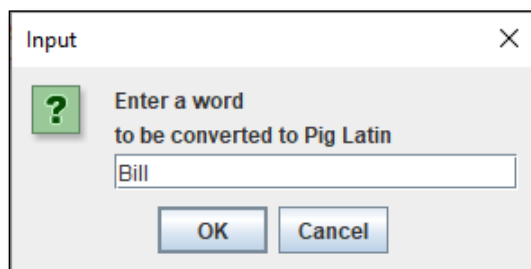 Input
Enter a word
to be converted to Pig Latin
Bill
OK
Cancel